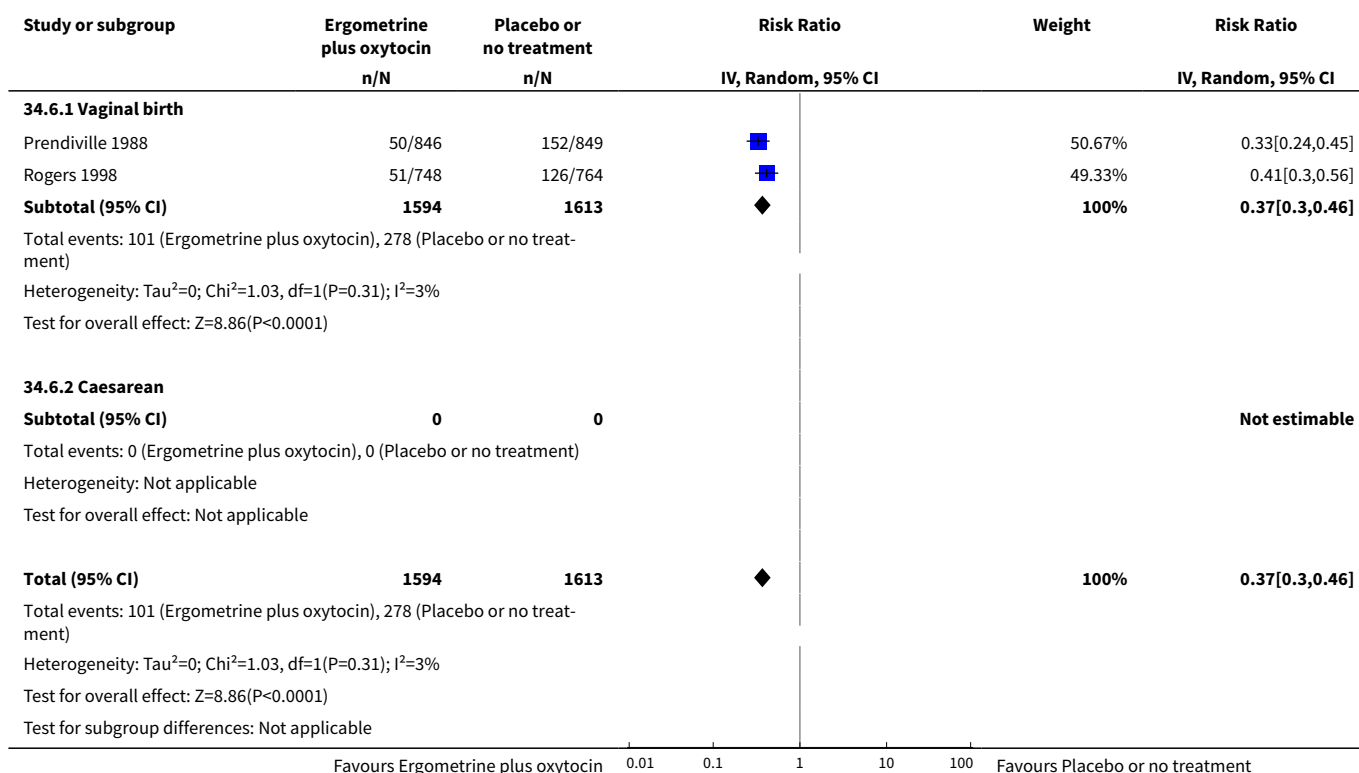 Study or subgroup Ergometrine plus oxytocin Placebo or no treatment Risk Ratio Weight Risk Ratio
n/N n/N IV, Random, 95% CI IV, Random, 95% CI
34.6.1 Vaginal birth
Prendiville 1988 50/846 152/849 50.67% 0.33[0.24,0.45]
Rogers 1998 51/748 126/764 49.33% 0.41[0.3,0.56]
Subtotal (95% CI) 1594 1613 100% 0.37[0.3,0.46]
Total events: 101 (Ergometrine plus oxytocin), 278 (Placebo or no treat-
ment)
Heterogeneity: Tau²=0; Chi²=1.03, df=1(P=0.31); I²=3%
Test for overall effect: Z=8.86(P<0.0001)
34.6.2 Caesarean
Subtotal (95% CI) 0 0 Not estimable
Total events: 0 (Ergometrine plus oxytocin), 0 (Placebo or no treatment)
Heterogeneity: Not applicable
Test for overall effect: Not applicable
Total (95% CI) 1594 1613 100% 0.37[0.3,0.46]
Total events: 101 (Ergometrine plus oxytocin), 278 (Placebo or no treat-
ment)
Heterogeneity: Tau²=0; Chi²=1.03, df=1(P=0.31); I²=3%
Test for overall effect: Z=8.86(P<0.0001)
Test for subgroup differences: Not applicable
Favours Ergometrine plus oxytocin 0.01 0.1 1 10 100 Favours Placebo or no treatment